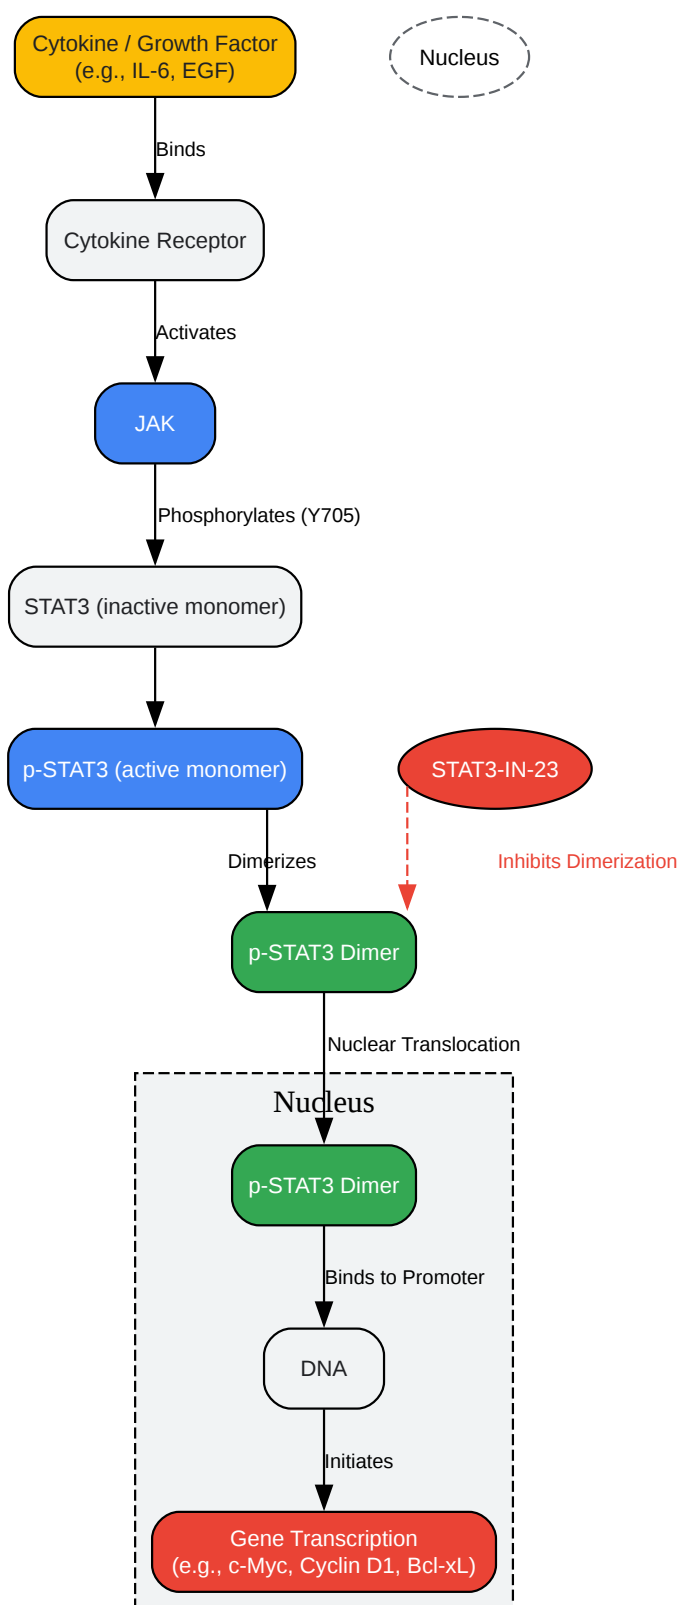 Cytokine / Growth Factor
(e.g., IL-6, EGF)
Nucleus
Binds
Cytokine Receptor
Activates
JAK
Phosphorylates (Y705)
STAT3 (inactive monomer)
p-STAT3 (active monomer)
STAT3-IN-23
Dimerizes
Inhibits Dimerization
p-STAT3 Dimer
Nuclear Translocation
Nucleus
p-STAT3 Dimer
Binds to Promoter
DNA
Initiates
Gene Transcription
(e.g., c-Myc, Cyclin D1, Bcl-xL)